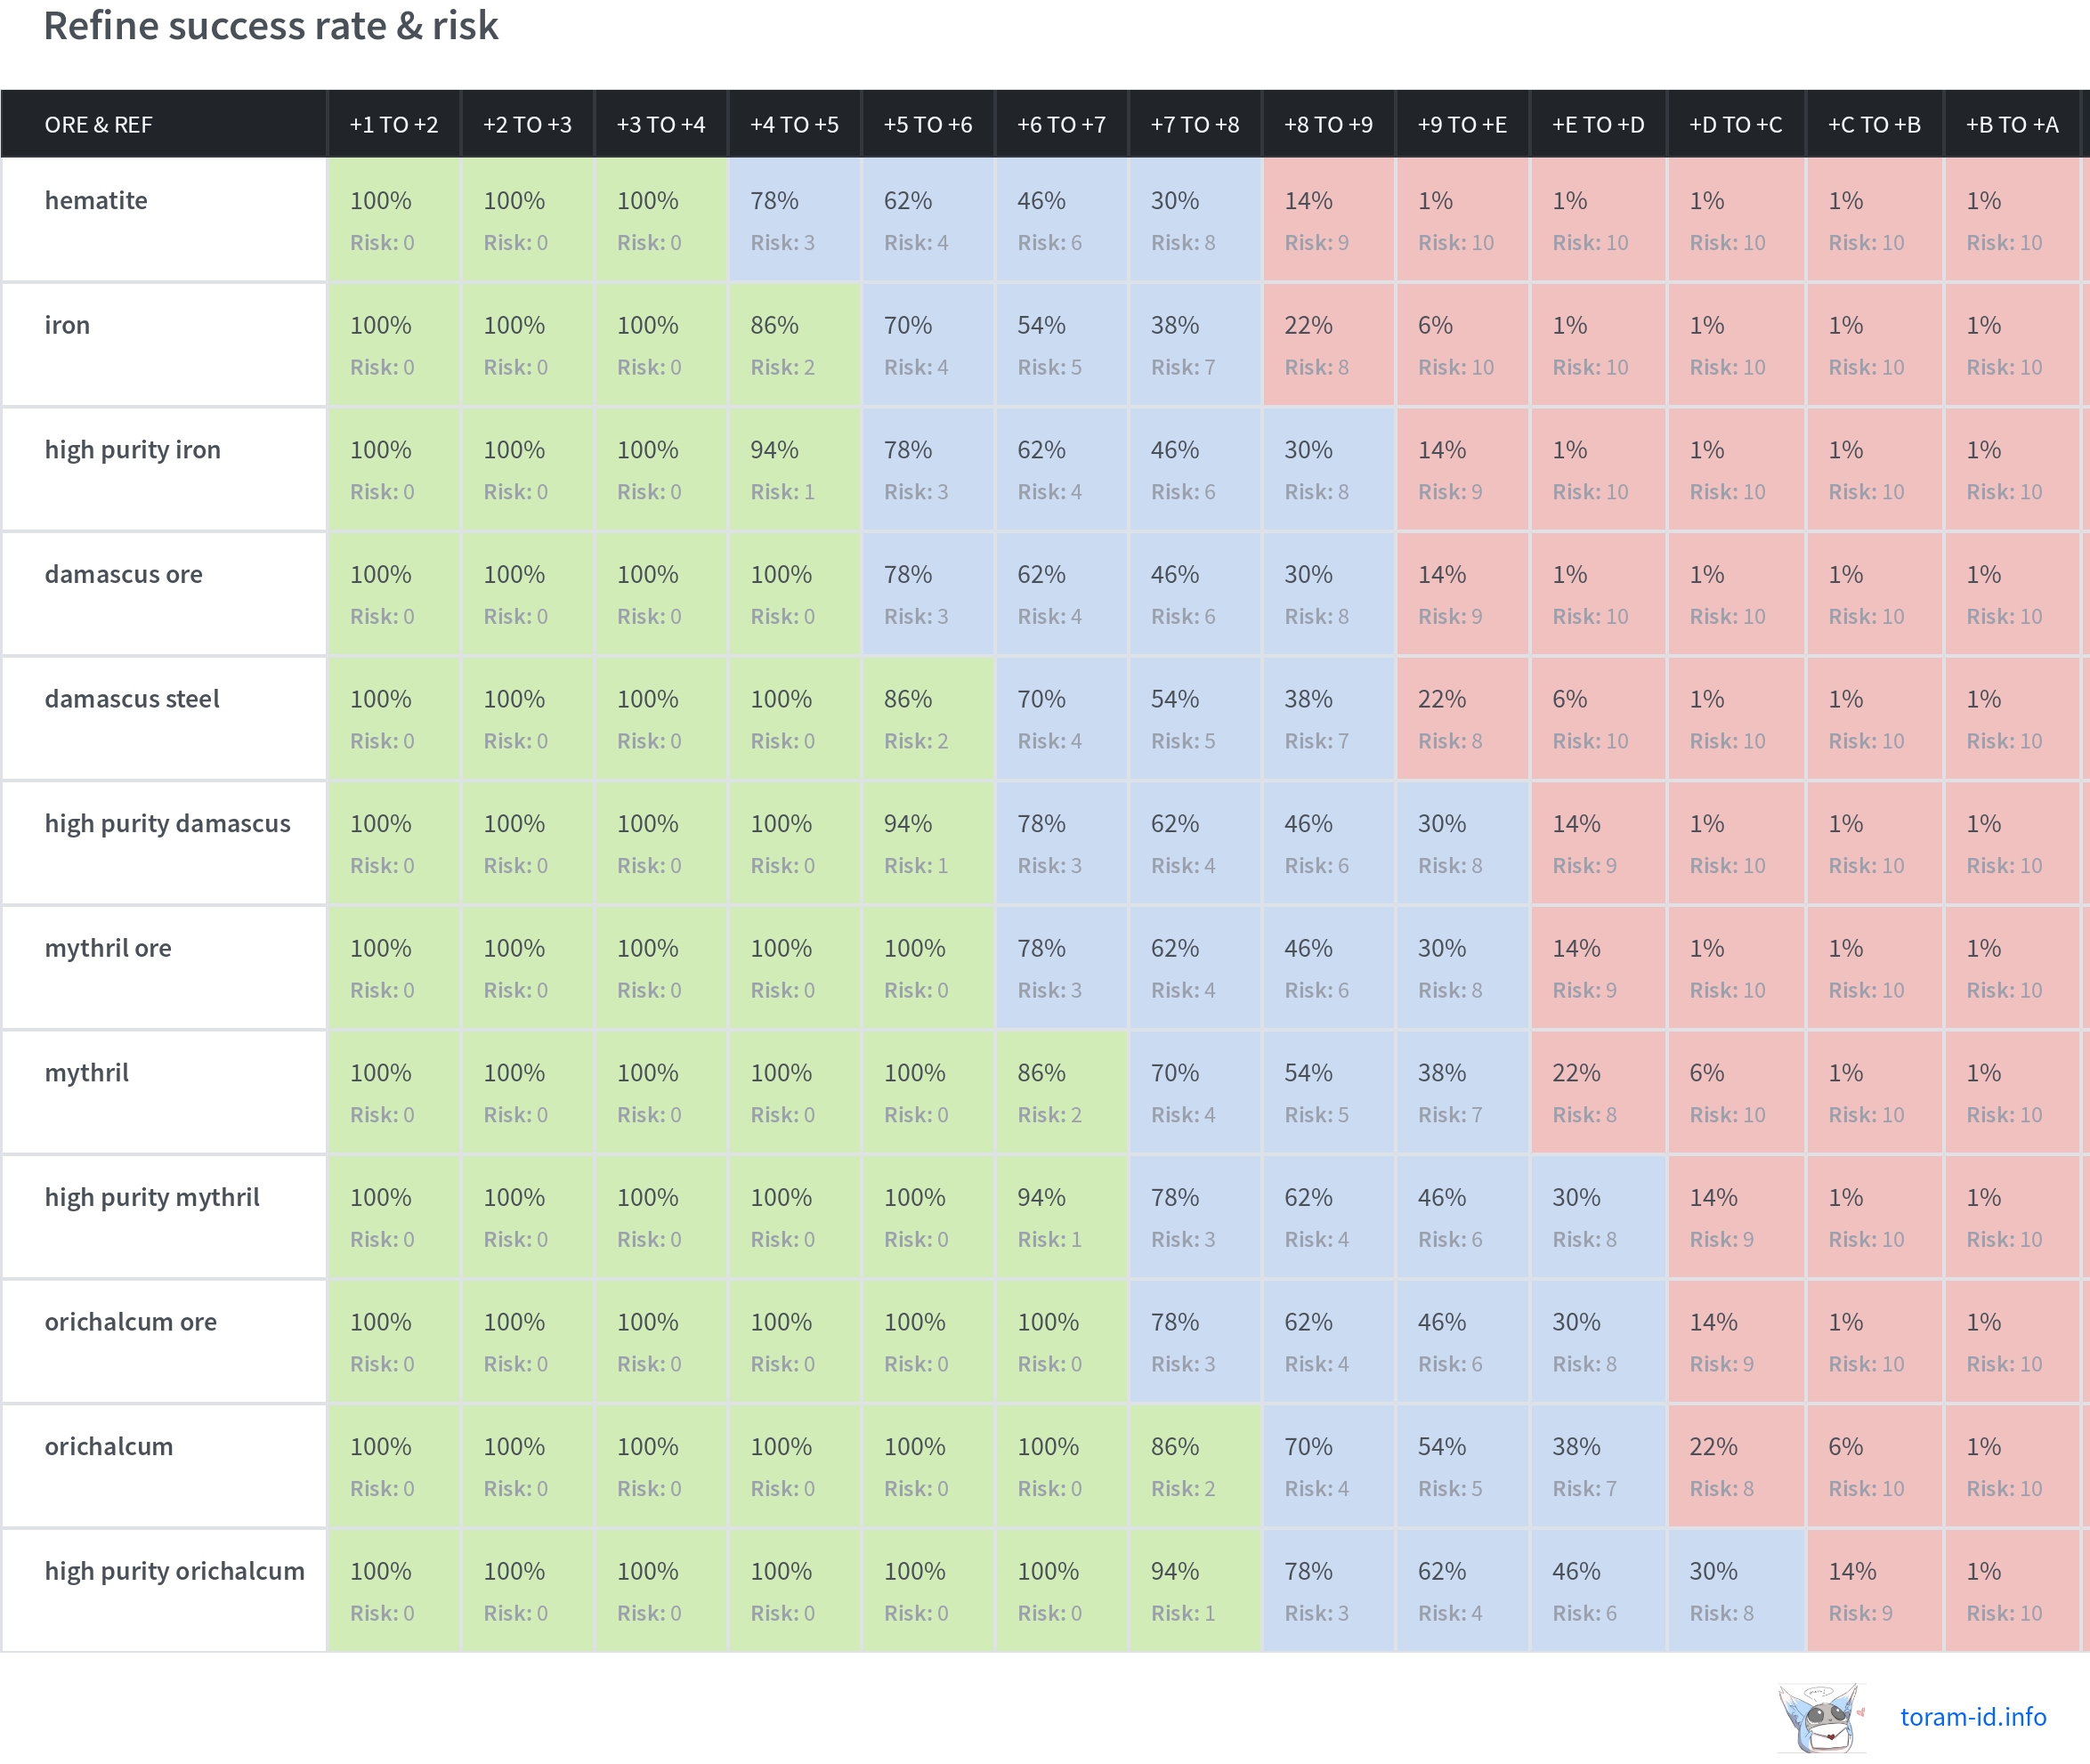 Refine success rate & risk
ORE & REF +1 TO +2 +2 TO +3 +3 TO +4 +4 TO +5 +5 TO +6 +6 TO +7 +7 TO +8 +8 TO +9 +9 TO +E +E TO +D +D TO +C +C TO +B +B TO +A
hematite 100% 100% 100% 78% 62% 46% 30% 14% 1% 1% 1% 1% 1%
Risk: 0 Risk: 0 Risk: 0 Risk: 3 Risk: 4 Risk: 6 Risk: 8 Risk: 9 Risk: 10 Risk: 10 Risk: 10 Risk: 10 Risk: 10
iron 100% 100% 100% 86% 70% 54% 38% 22% 6% 1% 1% 1% 1%
Risk: 0 Risk: 0 Risk: 0 Risk: 2 Risk: 4 Risk: 5 Risk: 7 Risk: 8 Risk: 10 Risk: 10 Risk: 10 Risk: 10 Risk: 10
high purity iron 100% 100% 100% 94% 78% 62% 46% 30% 14% 1% 1% 1% 1%
Risk: 0 Risk: 0 Risk: 0 Risk: 1 Risk: 3 Risk: 4 Risk: 6 Risk: 8 Risk: 9 Risk: 10 Risk: 10 Risk: 10 Risk: 10
damascus ore 100% 100% 100% 100% 78% 62% 46% 30% 14% 1% 1% 1% 1%
Risk: 0 Risk: 0 Risk: 0 Risk: 0 Risk: 3 Risk: 4 Risk: 6 Risk: 8 Risk: 9 Risk: 10 Risk: 10 Risk: 10 Risk: 10
damascus steel 100% 100% 100% 100% 86% 70% 54% 38% 22% 6% 1% 1% 1%
Risk: 0 Risk: 0 Risk: 0 Risk: 0 Risk: 2 Risk: 4 Risk: 5 Risk: 7 Risk: 8 Risk: 10 Risk: 10 Risk: 10 Risk: 10
high purity damascus 100% 100% 100% 100% 94% 78% 62% 46% 30% 14% 1% 1% 1%
Risk: 0 Risk: 0 Risk: 0 Risk: 0 Risk: 1 Risk: 3 Risk: 4 Risk: 6 Risk: 8 Risk: 9 Risk: 10 Risk: 10 Risk: 10
mythril ore 100% 100% 100% 100% 100% 78% 62% 46% 30% 14% 1% 1% 1%
Risk: 0 Risk: 0 Risk: 0 Risk: 0 Risk: 0 Risk: 3 Risk: 4 Risk: 6 Risk: 8 Risk: 9 Risk: 10 Risk: 10 Risk: 10
mythril 100% 100% 100% 100% 100% 86% 70% 54% 38% 22% 6% 1% 1%
Risk: 0 Risk: 0 Risk: 0 Risk: 0 Risk: 0 Risk: 2 Risk: 4 Risk: 5 Risk: 7 Risk: 8 Risk: 10 Risk: 10 Risk: 10
high purity mythril 100% 100% 100% 100% 100% 94% 78% 62% 46% 30% 14% 1% 1%
Risk: 0 Risk: 0 Risk: 0 Risk: 0 Risk: 0 Risk: 1 Risk: 3 Risk: 4 Risk: 6 Risk: 8 Risk: 9 Risk: 10 Risk: 10
orichalcum ore 100% 100% 100% 100% 100% 100% 78% 62% 46% 30% 14% 1% 1%
Risk: 0 Risk: 0 Risk: 0 Risk: 0 Risk: 0 Risk: 0 Risk: 3 Risk: 4 Risk: 6 Risk: 8 Risk: 9 Risk: 10 Risk: 10
orichalcum 100% 100% 100% 100% 100% 100% 86% 70% 54% 38% 22% 6% 1%
Risk: 0 Risk: 0 Risk: 0 Risk: 0 Risk: 0 Risk: 0 Risk: 2 Risk: 4 Risk: 5 Risk: 7 Risk: 8 Risk: 10 Risk: 10
high purity orichalcum 100% 100% 100% 100% 100% 100% 94% 78% 62% 46% 30% 14% 1%
Risk: 0 Risk: 0 Risk: 0 Risk: 0 Risk: 0 Risk: 0 Risk: 1 Risk: 3 Risk: 4 Risk: 6 Risk: 8 Risk: 9 Risk: 10
toram-id.info